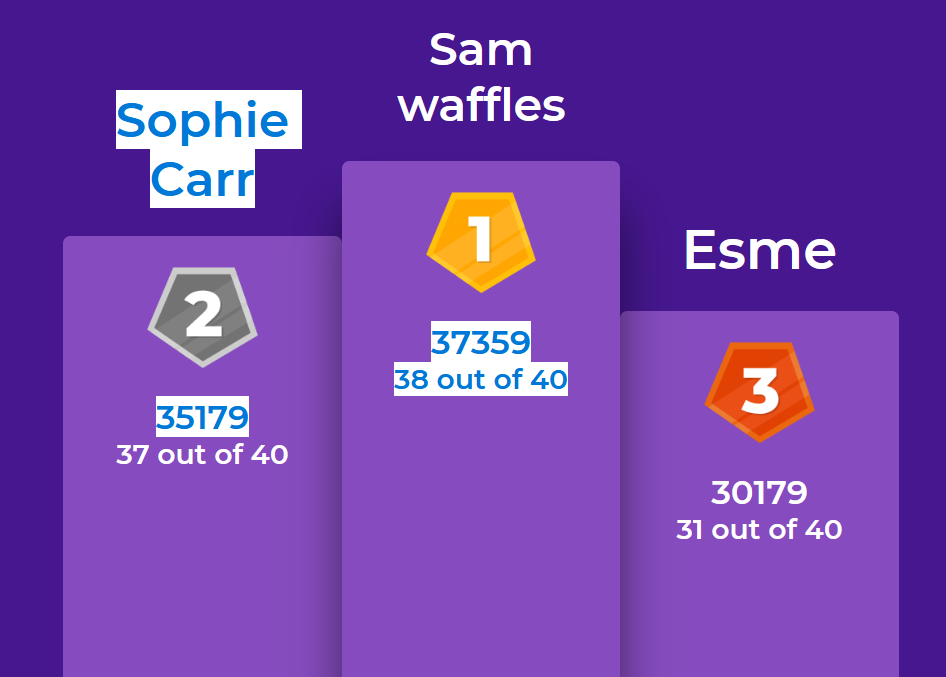 Sam
waffles
1
37359
38 out of 40
Sophie
Carr
2
35179
37 out of 40
Esme
3
30179
31 out of 40